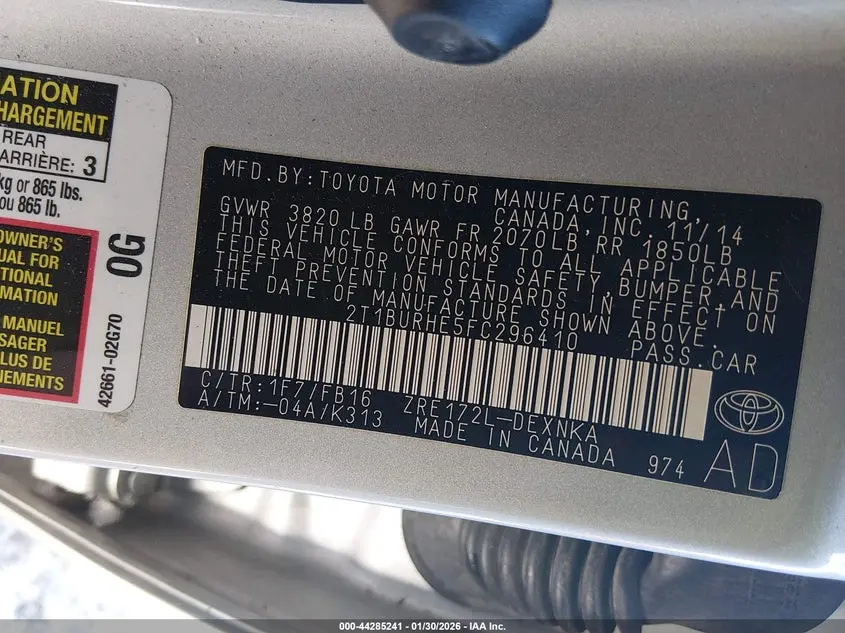 ATION
HARGEMENT
REAR
ARRIÈRE: 3
kg or 865 lbs.
ou 865 lb.
OWNER'S
UAL FOR
TIONAL
RMATION
MANUEL
SAGER
LUS DE
NEMENTS
0G
42661-02G70
MFD.BY:TOYOTA MOTOR MANUFACTURING,
CANADA, INC. 11/14
GVWR 3820 LB GAWR FR 2070LB RR 1850LB
THIS VEHICLE CONFORMS TO ALL APPLICABLE
FEDERAL MOTOR VEHICLE SAFETY, BUMPER, AND
THEFT PREVENTION STANDARDS IN EFFECT ON
THE DATE OF MANUFACTURE SHOWN ABOVE.
2T1BURHE5FC296410 PASS.CAR
C/TR:1F7/FB16 ZRE172L-DEXNKA
A/TM:-04A/K313 MADE IN CANADA 974
AD
000-44285241 - 01/30/2026 - IAA Inc.